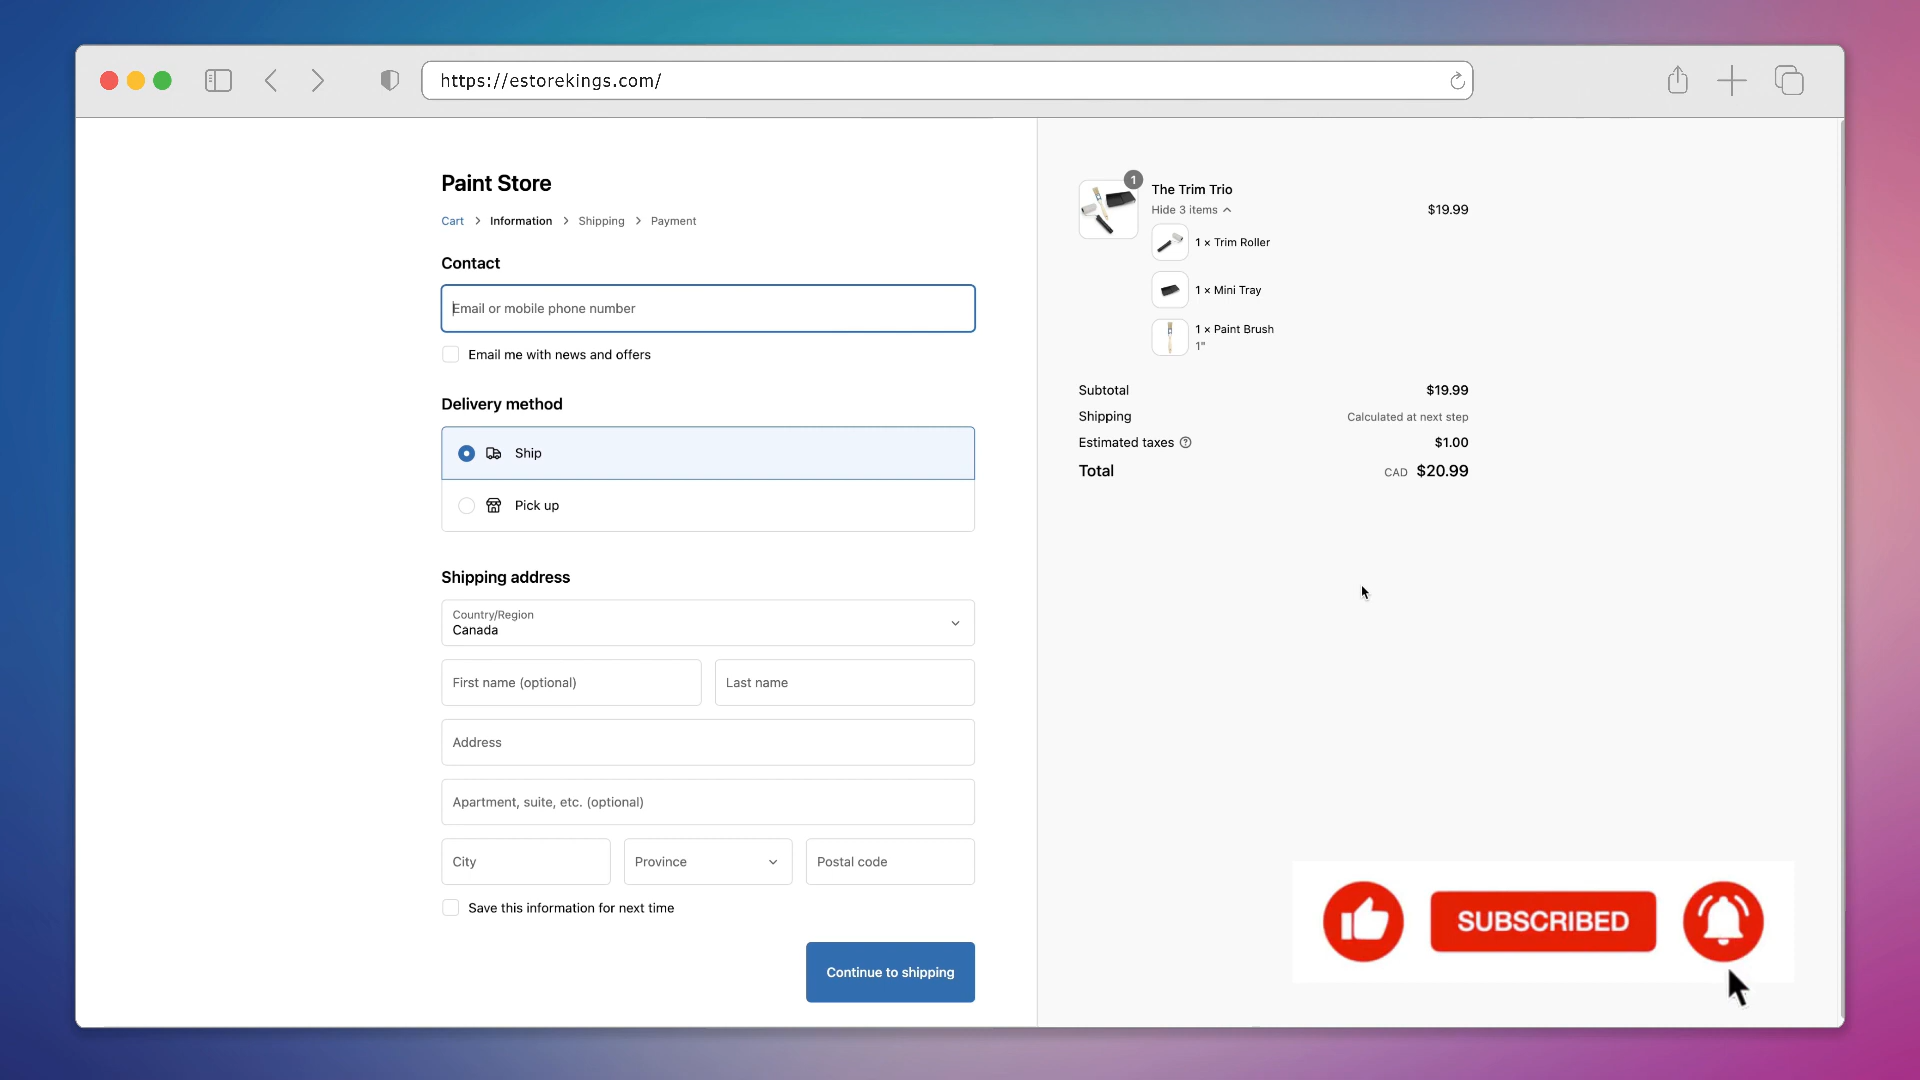 https://estorekings.com/
Paint Store
Cart > Information > Shipping > Payment
Contact
Email or mobile phone number
Email me with news and offers
Delivery method
Ship
Pick up
Shipping address
Country/Region
Canada
First name (optional) Last name
Address
Apartment, suite, etc. (optional)
City Province Postal code
Save this information for next time
Continue to shipping
1
The Trim Trio
Hide 3 items $19.99
1 × Trim Roller
1 × Mini Tray
1 × Paint Brush
1"
Subtotal $19.99
Shipping Calculated at next step
Estimated taxes ? $1.00
Total CAD $20.99
SUBSCRIBED